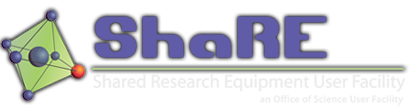 ShaRE
Shared Research Equipment User Facility
an Office of Science User Facility